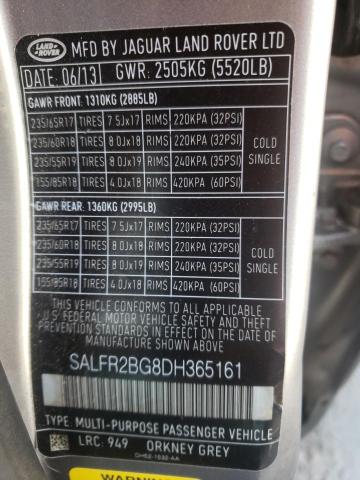 LAND ROVER
MFD BY JAGUAR LAND ROVER LTD
DATE: 06/13 GWR: 2505KG (5520LB)
GAWR FRONT: 1310KG (2885LB)
235/65R17 TIRES 7.5Jx17 RIMS 220KPA (32PSI)
235/60R18 TIRES 8.0Jx18 RIMS 220KPA (32PSI)
235/55R19 TIRES 8.0Jx19 RIMS 240KPA (35PSI)
155/85R18 TIRES 4.0Jx18 RIMS 420KPA (60PSI)
COLD
SINGLE
GAWR REAR: 1360KG (2995LB)
235/65R17 TIRES 7.5Jx17 RIMS 220KPA (32PSI)
235/60R18 TIRES 8.0Jx18 RIMS 220KPA (32PSI)
235/55R19 TIRES 8.0Jx19 RIMS 240KPA (35PSI)
155/85R18 TIRES 4.0Jx18 RIMS 420KPA (60PSI)
COLD
SINGLE
THIS VEHICLE CONFORMS TO ALL APPLICABLE
U.S FEDERAL MOTOR VEHICLE SAFETY AND
THEFT PREVENTION STANDARDS IN EFFECT
ON THE DATE OF MANUFACTURE SHOWN ABOVE
SALFR2BG8DH365161
TYPE: MULTI-PURPOSE PASSENGER VEHICLE
LRC: 949 ORKNEY GREY
WARNING